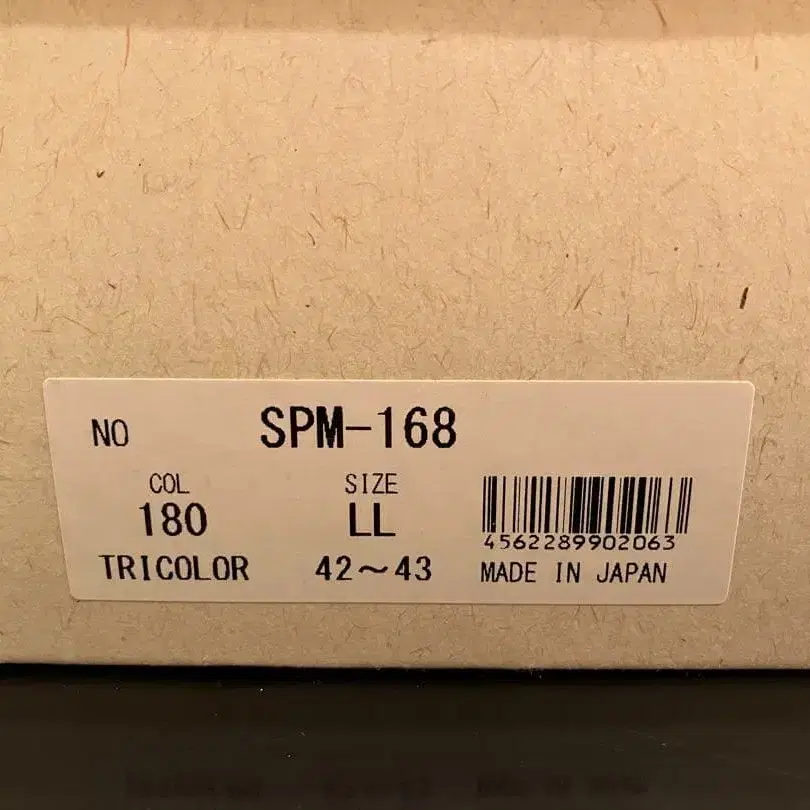 NO SPM-168
COL SIZE
180 LL
4562289902063
TRICOLOR 42～43 MADE IN JAPAN